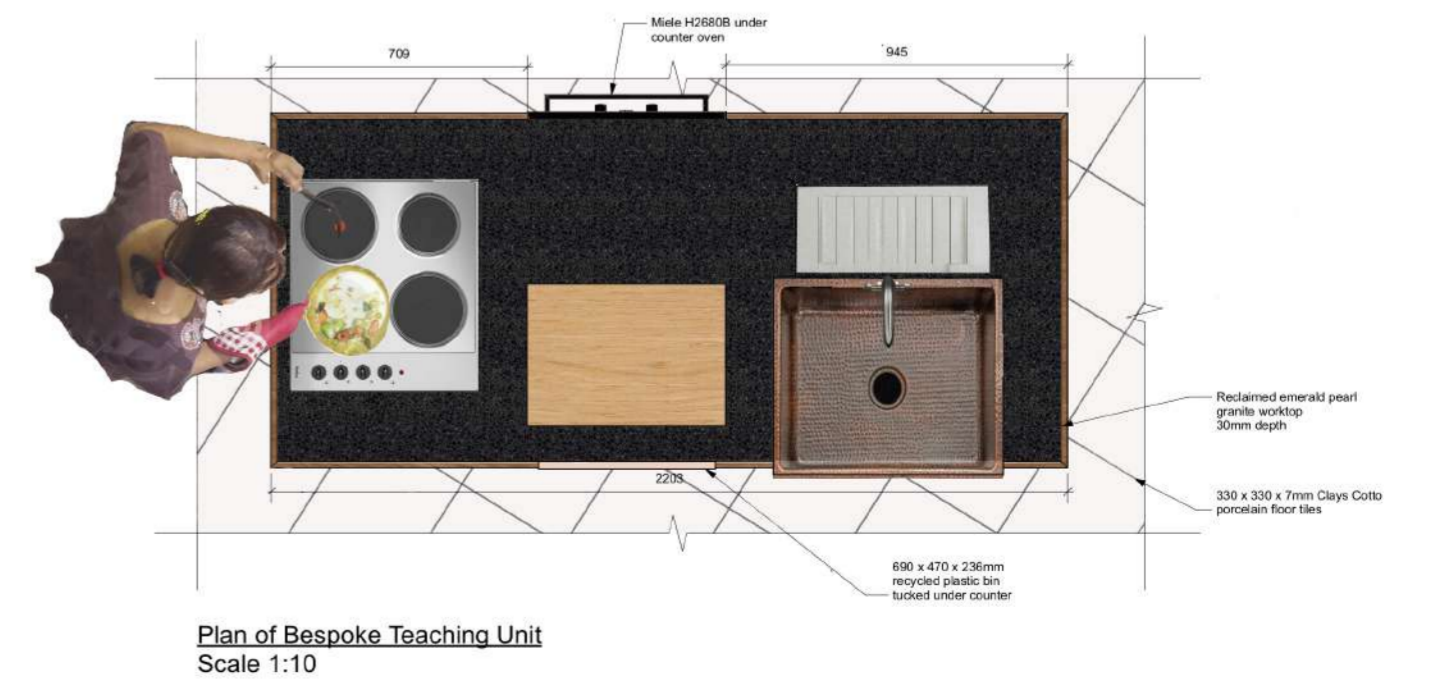 Miele H2680B under
counter oven
709
945
Reclaimed emerald pearl
granite worktop
30mm depth
2203
330 x 330 x 7mm Clays Cotto
porcelain floor tiles
690 x 470 x 236mm
recycled plastic bin
tucked under counter
Plan of Bespoke Teaching Unit
Scale 1:10